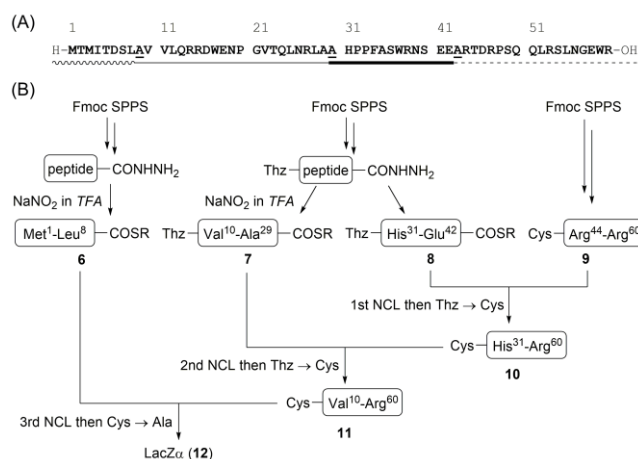 (A)
1 11 21 31 41 51
H-MTMITDSLAV VLQRRDWENP GVTQLNRLAA HPPFASWRNS EEARTDRPSQ QLRSLNGEWR-OH
(B)
Fmoc SPPS Fmoc SPPS Fmoc SPPS
peptide CONHNH₂ Thz peptide CONHNH₂
NaNO₂ in TFA NaNO₂ in TFA
Met¹-Leu⁸ COSR Thz Val¹⁰-Ala²⁹ COSR Thz His³¹-Glu⁴² COSR Cys Arg⁴⁴-Arg⁶⁰
6 7 8 9
1st NCL then Thz → Cys
Cys His³¹-Arg⁶⁰
10
2nd NCL then Thz → Cys
Cys Val¹⁰-Arg⁶⁰
11
3rd NCL then Cys → Ala
LacZα (12)